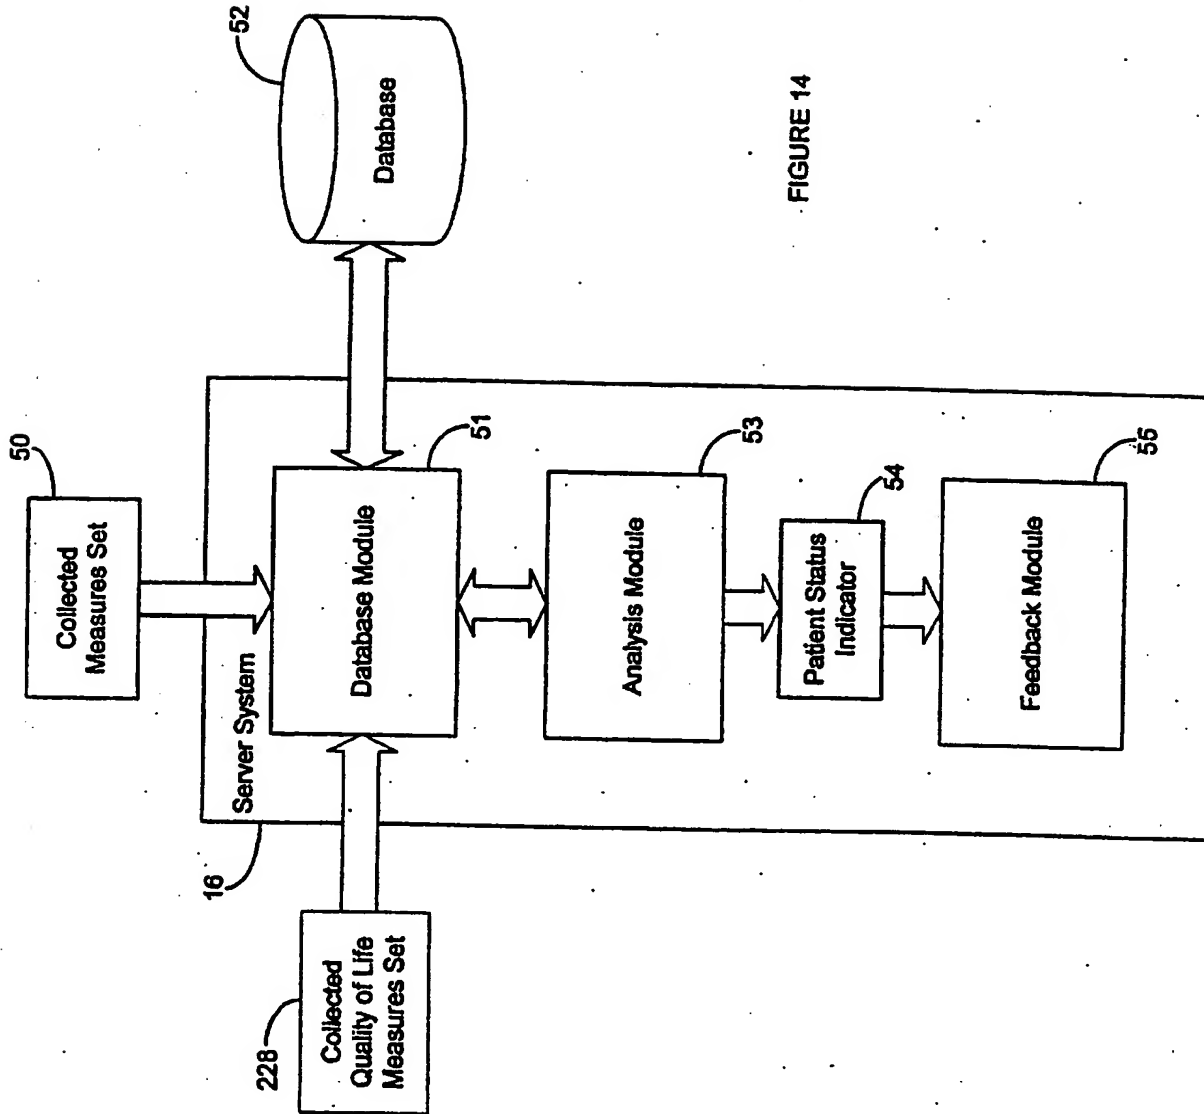 50
Collected
Measures Set
52
Database
228
Collected
Quality of Life
Measures Set
16
Server System
Database Module
51
Analysis Module
53
Patient Status
Indicator
54
Feedback Module
55
FIGURE 14